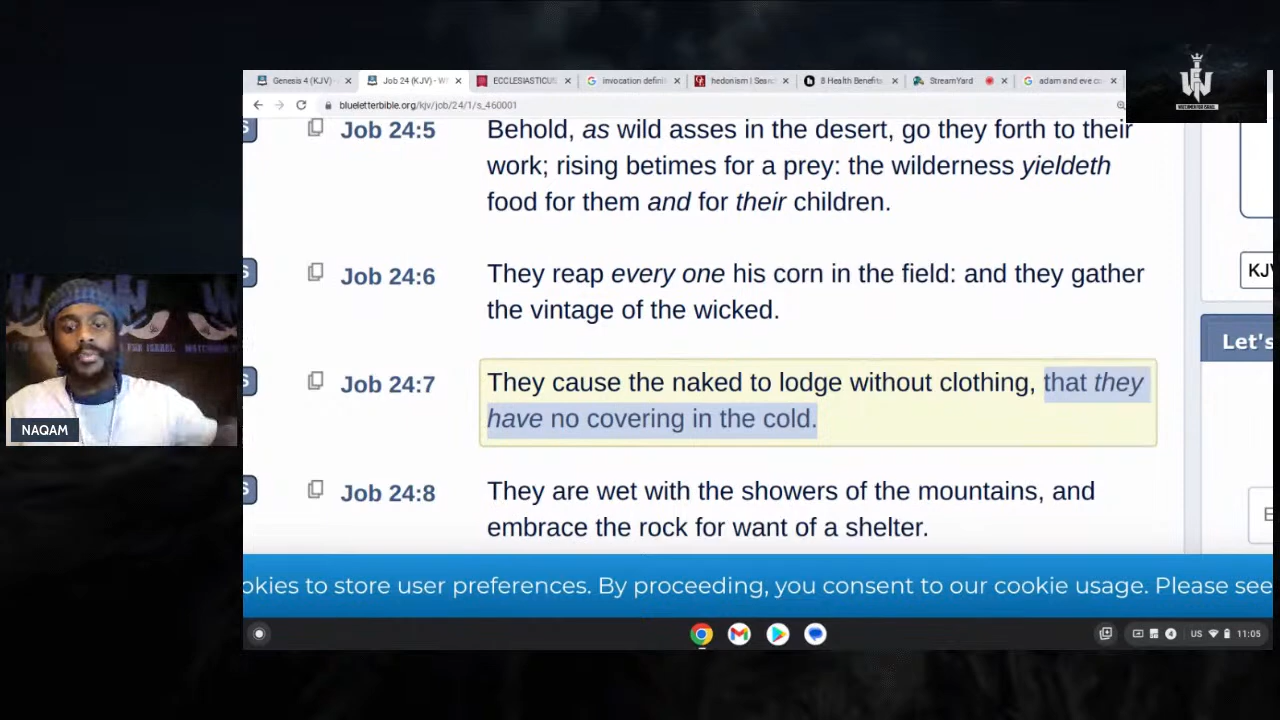 Genesis 4 (KJV)
Job 24 (KJV) - W
ECCLESIASTICUS
invocation defini
hedonism | Searc
8 Health Benefits
StreamYard
adam and eve co
blueletterbible.org/kjv/job/24/1/s_460001
WATCHMEN FOR ISRAEL
S
Job 24:5
Behold, as wild asses in the desert, go they forth to their
work; rising betimes for a prey: the wilderness yieldeth
food for them and for their children.
S
Job 24:6
They reap every one his corn in the field: and they gather
the vintage of the wicked.
KJV
S
Job 24:7
They cause the naked to lodge without clothing, that they
have no covering in the cold.
Let's
S
Job 24:8
They are wet with the showers of the mountains, and
embrace the rock for want of a shelter.
E
NAQAM
okies to store user preferences. By proceeding, you consent to our cookie usage. Please see
4
US
11:05